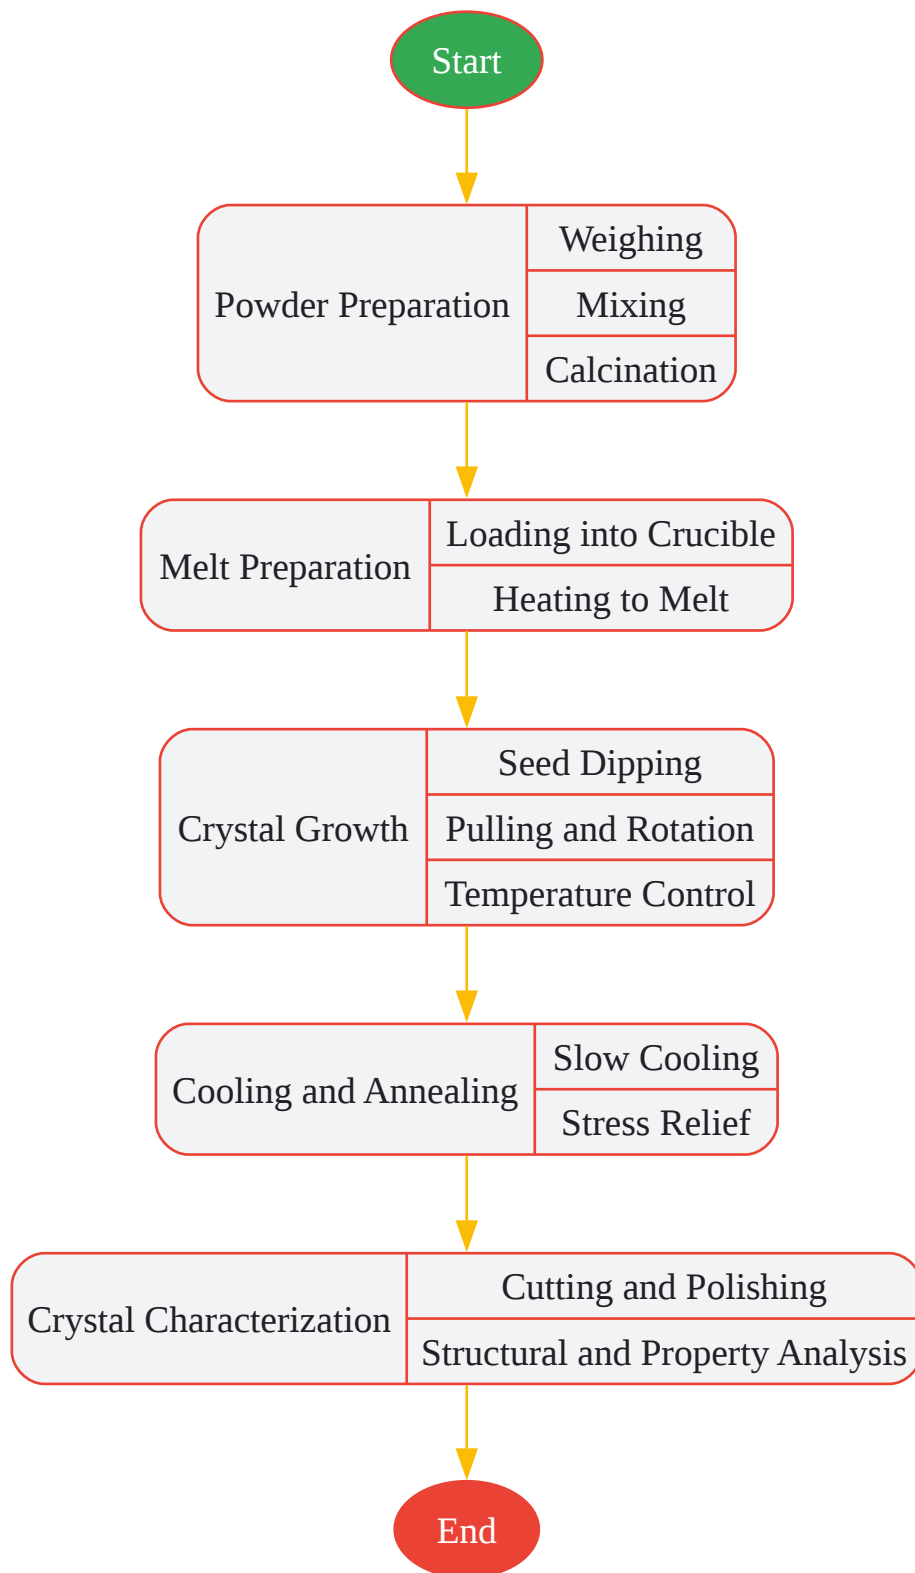 Start
Powder Preparation
Weighing
Mixing
Calcination
Melt Preparation
Loading into Crucible
Heating to Melt
Crystal Growth
Seed Dipping
Pulling and Rotation
Temperature Control
Cooling and Annealing
Slow Cooling
Stress Relief
Crystal Characterization
Cutting and Polishing
Structural and Property Analysis
End